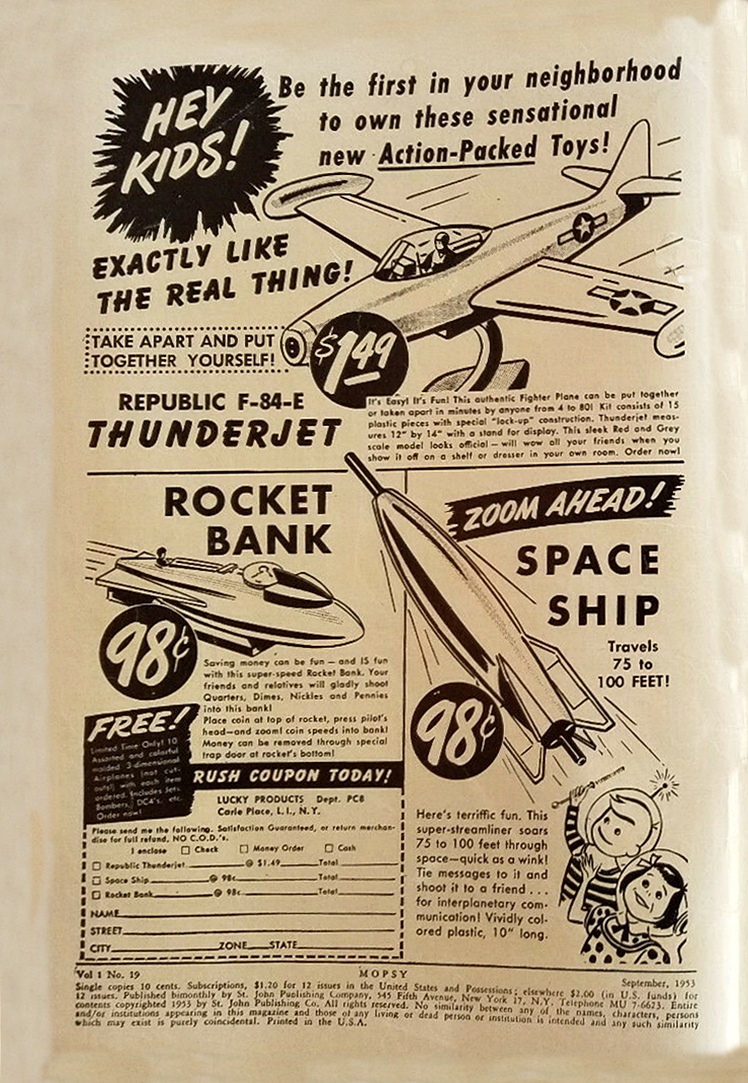 HEY
KIDS!
Be the first in your neighborhood
to own these sensational
new Action-Packed Toys!
EXACTLY LIKE
THE REAL THING!
TAKE APART AND PUT
TOGETHER YOURSELF!
$1.49
REPUBLIC F-84-E
THUNDERJET
It's Easy! It's Fun! This authentic Fighter Plane can be put together
or taken apart in minutes by anyone from 4 to 80! Kit consists of 15
plastic pieces with special "lock-up" construction. Thunderjet meas-
ures 12" by 14" with a stand for display. This sleek Red and Grey
scale model looks official—will wow all your friends when you
show it off on a shelf or dresser in your own room. Order now!
ROCKET
BANK
98¢
Saving money can be fun — and IS fun
with this super-speed Rocket Bank. Your
friends and relatives will gladly shoot
Quarters, Dimes, Nickles and Pennies
into this bank!
Place coin at top of rocket, press pilot's
head—and zoom! coin speeds into bank!
Money can be removed through special
trap door at rocket's bottom!
FREE!
Limited Time Only! 10
Assorted and colorful
molded 3-dimensional
Airplanes (not cut-
outs) with each item
ordered. Includes Jets,
Bombers, DC4's, etc.
Order now!
ZOOM AHEAD!
SPACE
SHIP
Travels
75 to
100 FEET!
98¢
Here's terriffic fun. This
super-streamliner soars
75 to 100 feet through
space—quick as a wink!
Tie messages to it and
shoot it to a friend . . .
for interplanetary com-
munication! Vividly col-
ored plastic, 10" long.
RUSH COUPON TODAY!
LUCKY PRODUCTS Dept. PC8
Carle Place, L.I., N.Y.
Please send me the following. Satisfaction Guaranteed, or return merchan-
dise for full refund. NO C.O.D.'s.
I enclose Check Money Order Cash
Republic Thunderjet @ $1.49 Total
Space Ship @ 98c Total
Rocket Bank @ 98c Total
NAME
STREET
CITY ZONE STATE
Vol 1 No. 19 MOPSY September, 1953
Single copies 10 cents. Subscriptions, $1.20 for 12 issues in the United States and Possessions; elsewhere $2.00 (in U.S. funds) for
12 issues. Published bimonthly by St. John Publishing Company, 545 Fifth Avenue, New York 17, N.Y. Telephone MU 7-6623. Entire
contents copyrighted 1953 by St. John Publishing Co. All rights reserved. No similarity between any of the names, characters, persons
and/or institutions appearing in this magazine and those of any living or dead person or institution is intended and any such similarity
which may exist is purely coincidental. Printed in the U.S.A.